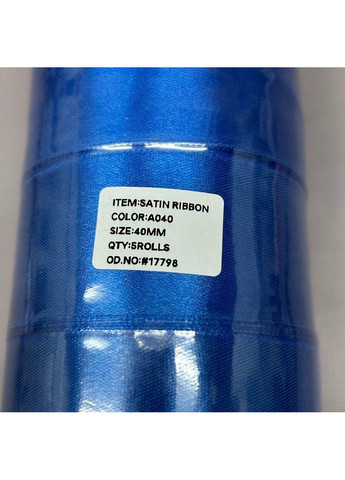 ITEM:SATIN RIBBON
COLOR:A040
SIZE:40MM
QTY:5ROLLS
OD.NO:#17798